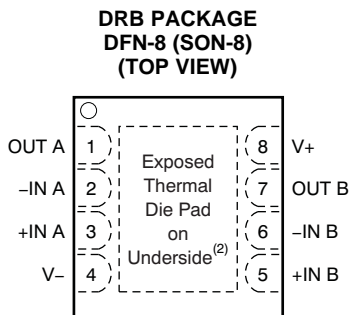 DRB PACKAGE
DFN-8 (SON-8)
(TOP VIEW)
OUT A 1 8 V+
–IN A 2 7 OUT B
+IN A 3 6 –IN B
V– 4 5 +IN B
Exposed
Thermal
Die Pad
on
Underside(2)